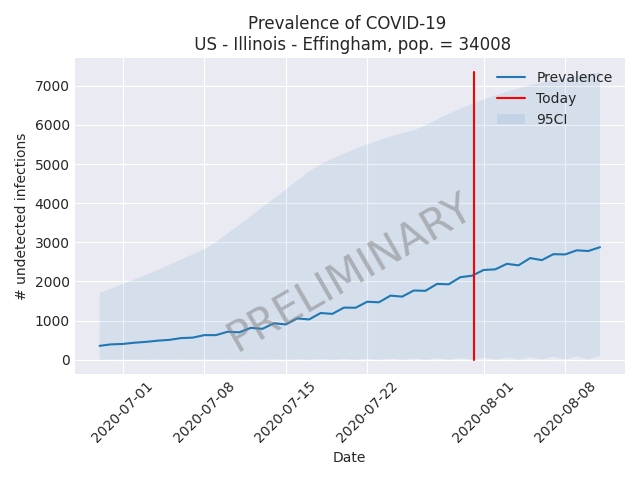 Prevalence of COVID-19
US - Illinois - Effingham, pop. = 34008
7000
6000
5000
4000
3000
2000
1000
0
# undetected infections
Prevalence
Today
95CI
PRELIMINARY
2020-07-01
2020-07-08
2020-07-15
2020-07-22
2020-08-01
2020-08-08
Date